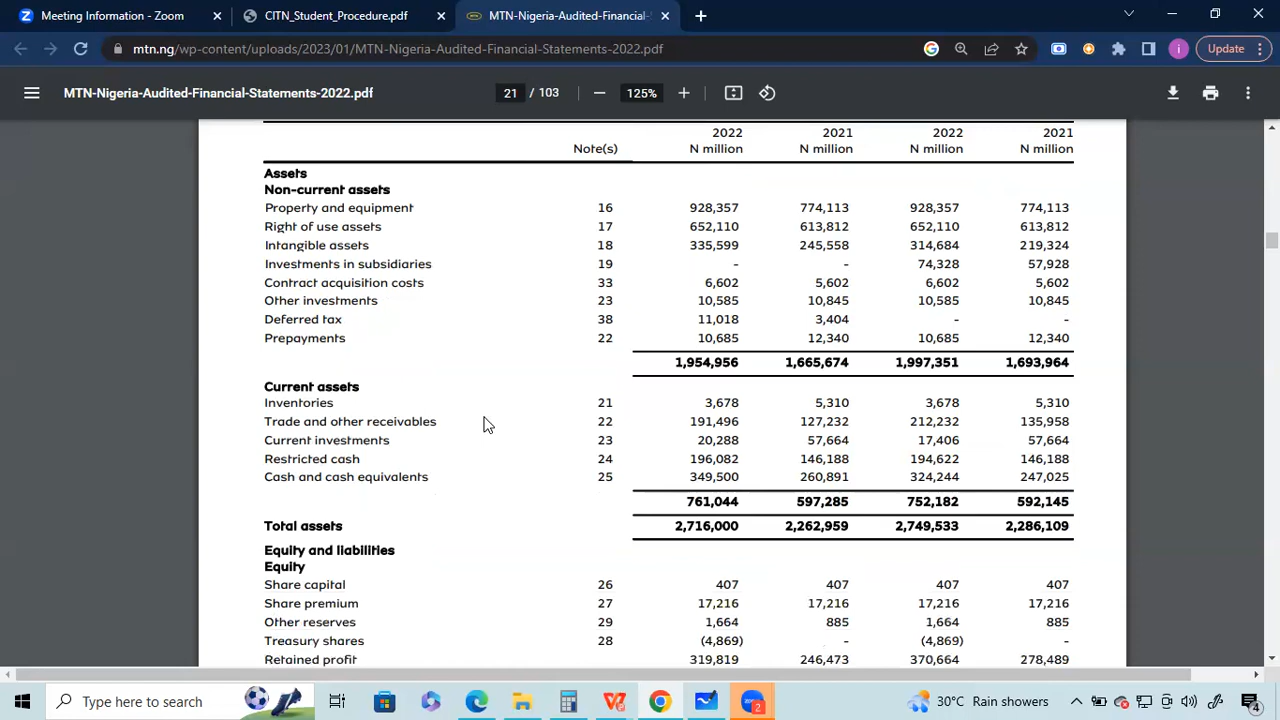 Meeting Information - Zoom
CITN_Student_Procedure.pdf
MTN-Nigeria-Audited-Financial-
mtn.ng/wp-content/uploads/2023/01/MTN-Nigeria-Audited-Financial-Statements-2022.pdf
Update
MTN-Nigeria-Audited-Financial-Statements-2022.pdf
21 / 103
125%
2022 2021 2022 2021
Note(s) N million N million N million N million
Assets
Non-current assets
Property and equipment 16 928,357 774,113 928,357 774,113
Right of use assets 17 652,110 613,812 652,110 613,812
Intangible assets 18 335,599 245,558 314,684 219,324
Investments in subsidiaries 19 - - 74,328 57,928
Contract acquisition costs 33 6,602 5,602 6,602 5,602
Other investments 23 10,585 10,845 10,585 10,845
Deferred tax 38 11,018 3,404 - -
Prepayments 22 10,685 12,340 10,685 12,340
1,954,956 1,665,674 1,997,351 1,693,964
Current assets
Inventories 21 3,678 5,310 3,678 5,310
Trade and other receivables 22 191,496 127,232 212,232 135,958
Current investments 23 20,288 57,664 17,406 57,664
Restricted cash 24 196,082 146,188 194,622 146,188
Cash and cash equivalents 25 349,500 260,891 324,244 247,025
761,044 597,285 752,182 592,145
Total assets 2,716,000 2,262,959 2,749,533 2,286,109
Equity and liabilities
Equity
Share capital 26 407 407 407 407
Share premium 27 17,216 17,216 17,216 17,216
Other reserves 29 1,664 885 1,664 885
Treasury shares 28 (4,869) - (4,869) -
Retained profit 319,819 246,473 370,664 278,489
Type here to search
30°C Rain showers